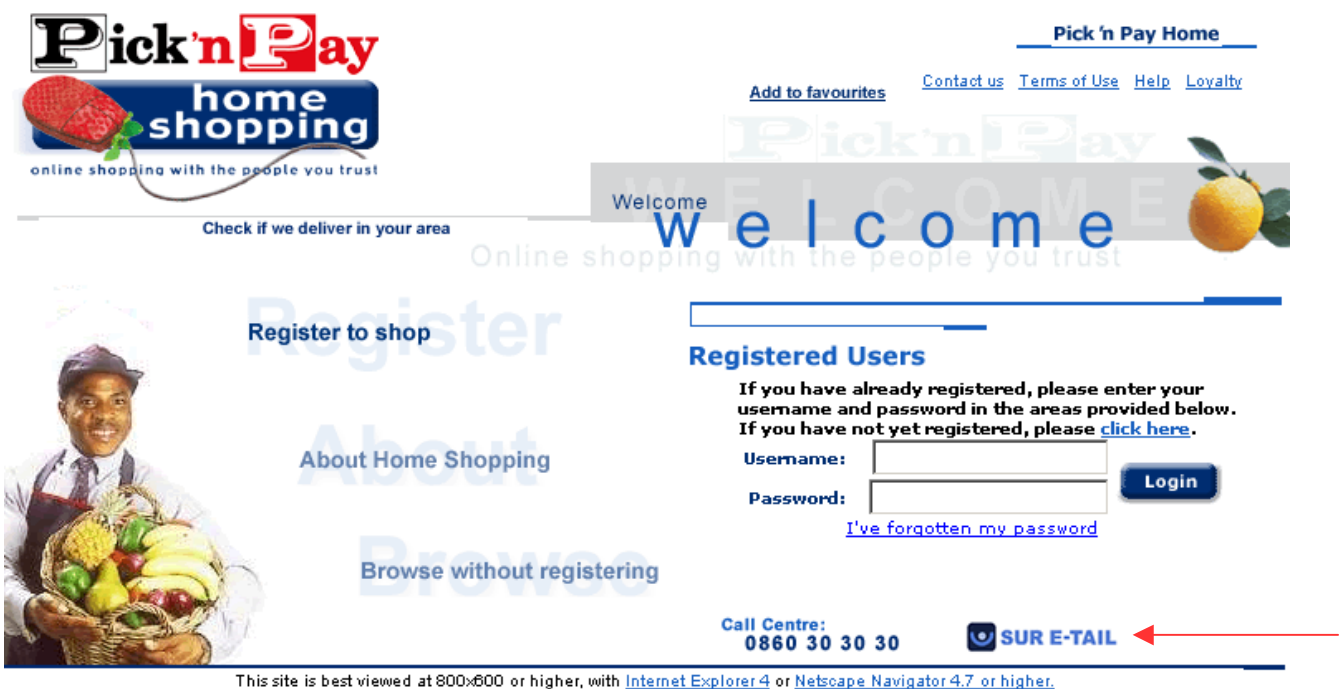 Pick 'n Pay
home
shopping
online shopping with the people you trust
Pick 'n Pay Home
Add to favourites
Contact us Terms of Use Help Loyalty
Pick 'n Pay
WELCOME
Welcome
welcome
Check if we deliver in your area
Online shopping with the people you trust
Register
Register to shop
About
About Home Shopping
Browse
Browse without registering
Registered Users
If you have already registered, please enter your
username and password in the areas provided below.
If you have not yet registered, please click here.
Username:
Password:
Login
I've forgotten my password
Call Centre:
0860 30 30 30
SUR E-TAIL
This site is best viewed at 800x600 or higher, with Internet Explorer 4 or Netscape Navigator 4.7 or higher.